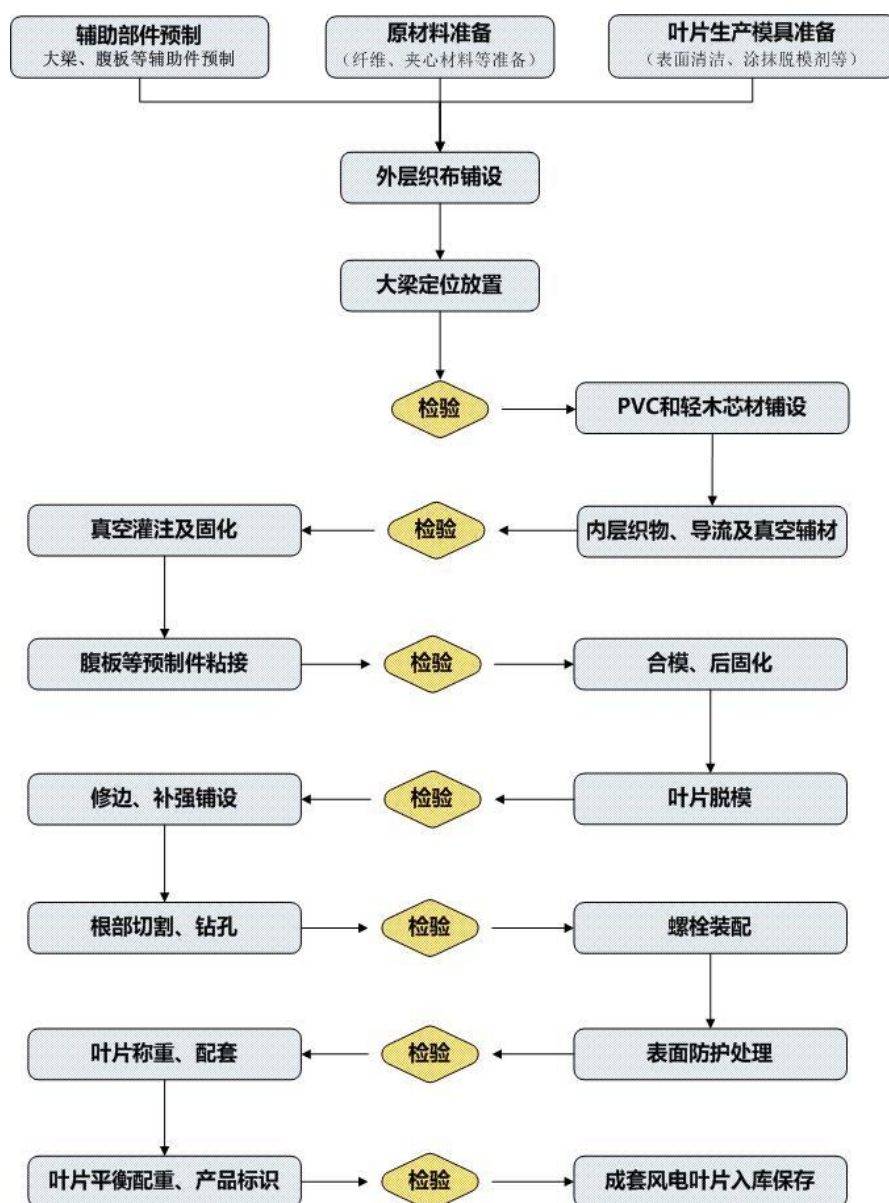 辅助部件预制
大梁、腹板等辅助件预制
原材料准备
（纤维、夹心材料等准备）
叶片生产模具准备
（表面清洁、涂抹脱模剂等）
外层织布铺设
大梁定位放置
检验
PVC和轻木芯材铺设
真空灌注及固化
检验
内层织物、导流及真空辅材
腹板等预制件粘接
检验
合模、后固化
修边、补强铺设
检验
叶片脱模
根部切割、钻孔
检验
螺栓装配
叶片称重、配套
检验
表面防护处理
叶片平衡配重、产品标识
检验
成套风电叶片入库保存